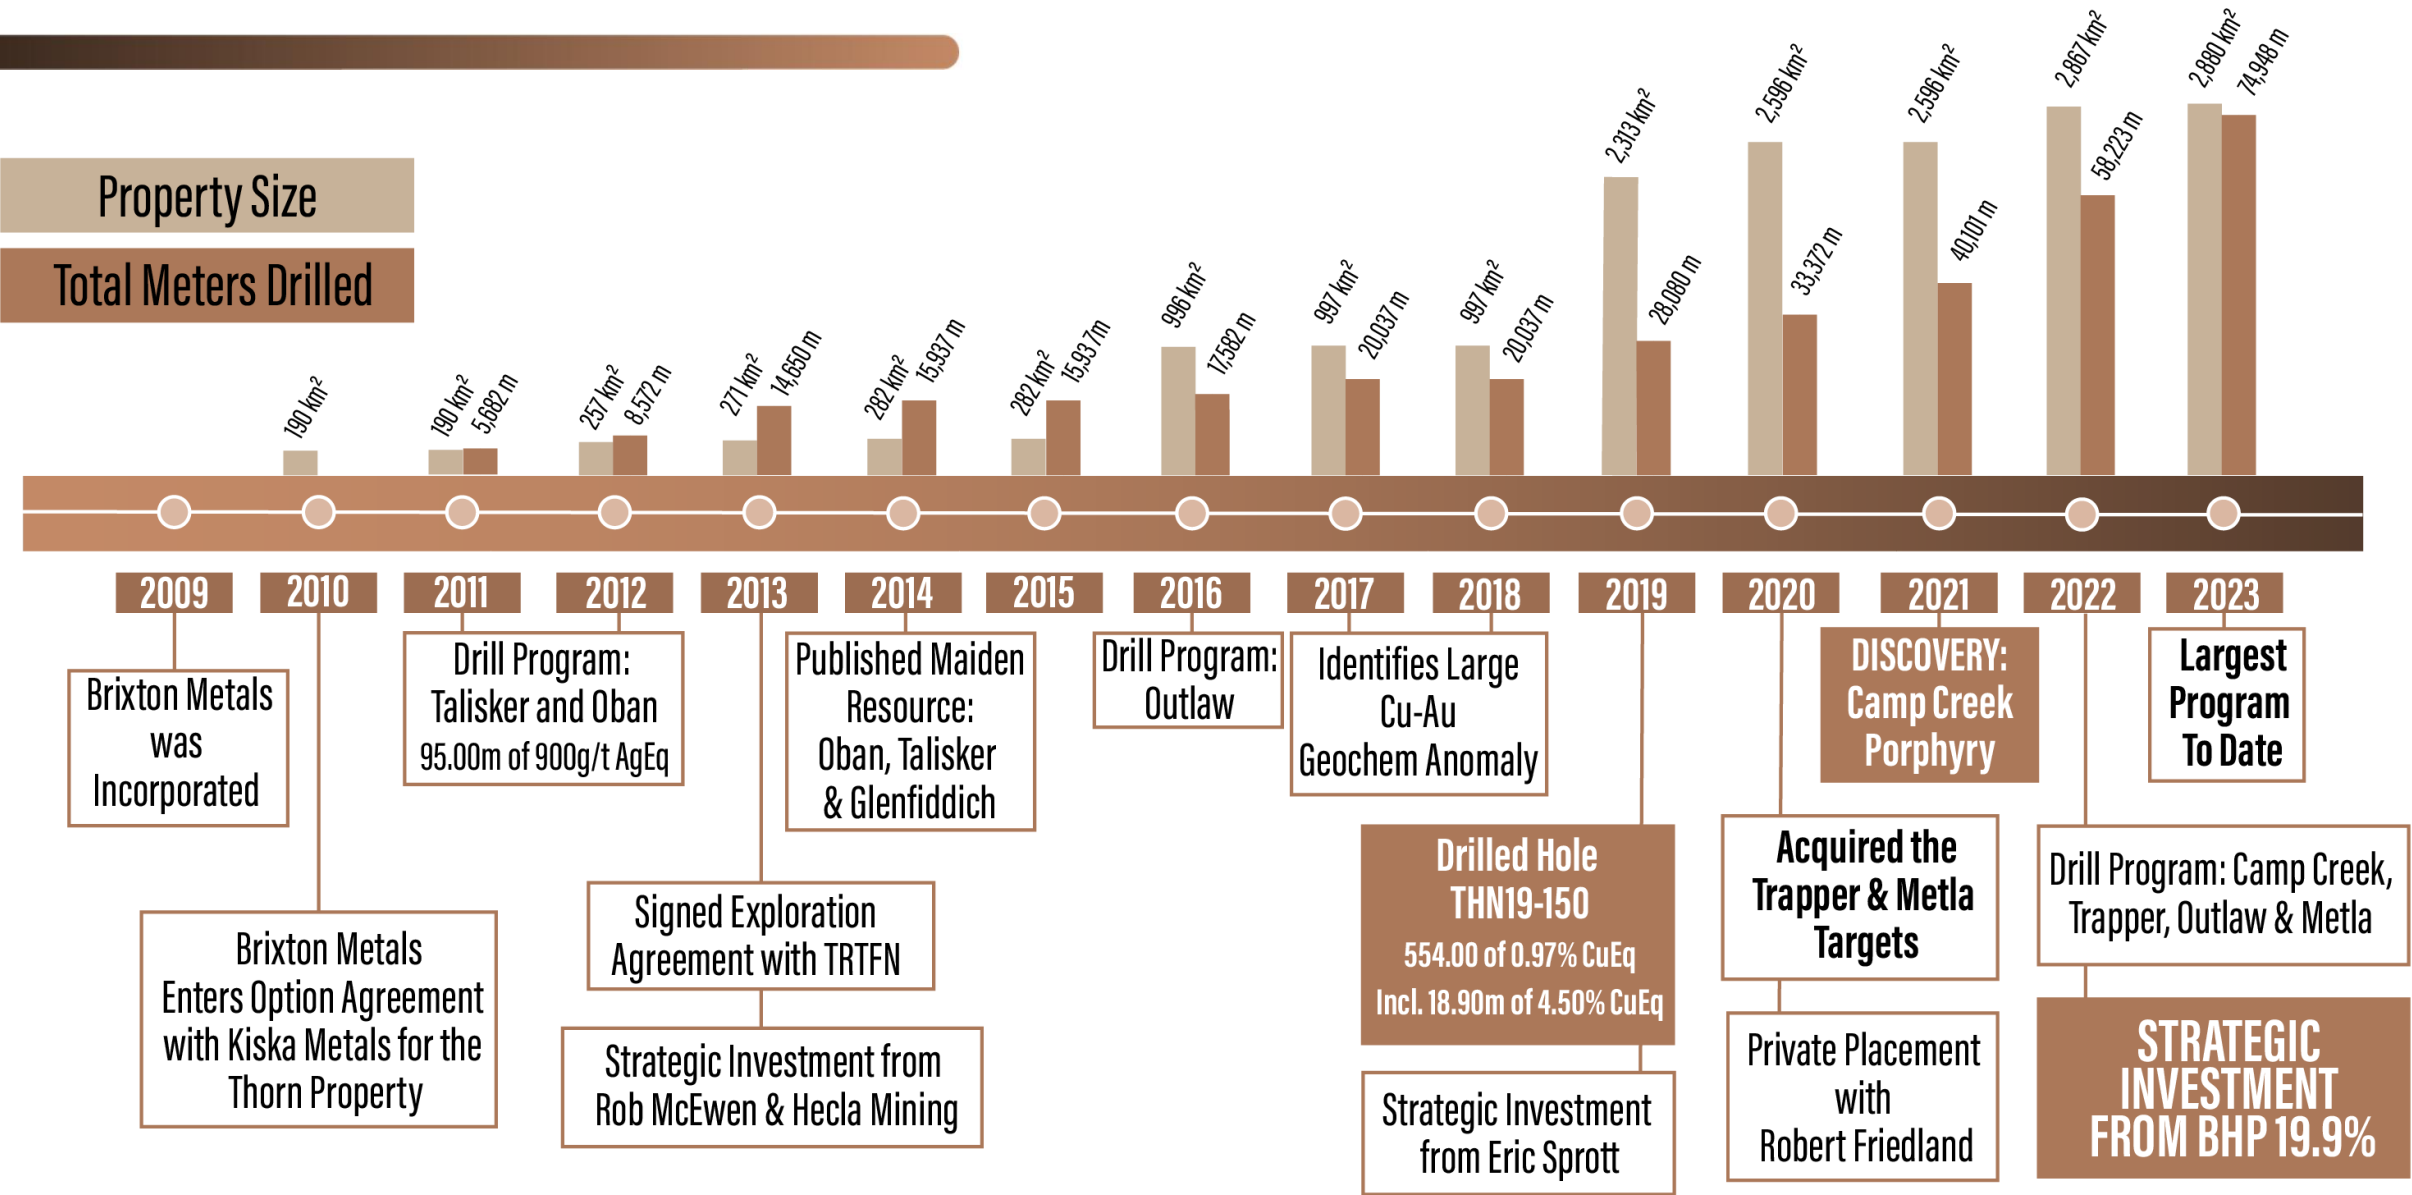 Property Size
Total Meters Drilled
190 km²
190 km²
5,682 m
257 km²
8,572 m
271 km²
14,650 m
282 km²
15,937 m
282 km²
15,937m
996 km²
17,582 m
997 km²
20,037 m
997 km²
20,037 m
2,313 km²
28,080 m
2,596 km²
33,372 m
2,596 km²
40,101 m
2,867 km²
58,223 m
2,880 km²
74,948 m
2009
2010
2011
2012
2013
2014
2015
2016
2017
2018
2019
2020
2021
2022
2023
Brixton Metals
was
Incorporated
Brixton Metals
Enters Option Agreement
with Kiska Metals for the
Thorn Property
Drill Program:
Talisker and Oban
95.00m of 900g/t AgEq
Signed Exploration
Agreement with TRTFN
Strategic Investment from
Rob McEwen & Hecla Mining
Published Maiden
Resource:
Oban, Talisker
& Glenfiddich
Drill Program:
Outlaw
Identifies Large
Cu-Au
Geochem Anomaly
Drilled Hole
THN19-150
554.00 of 0.97% CuEq
Incl. 18.90m of 4.50% CuEq
Strategic Investment
from Eric Sprott
Acquired the
Trapper & Metla
Targets
Private Placement
with
Robert Friedland
DISCOVERY:
Camp Creek
Porphyry
Drill Program: Camp Creek,
Trapper, Outlaw & Metla
STRATEGIC
INVESTMENT
FROM BHP 19.9%
Largest
Program
To Date